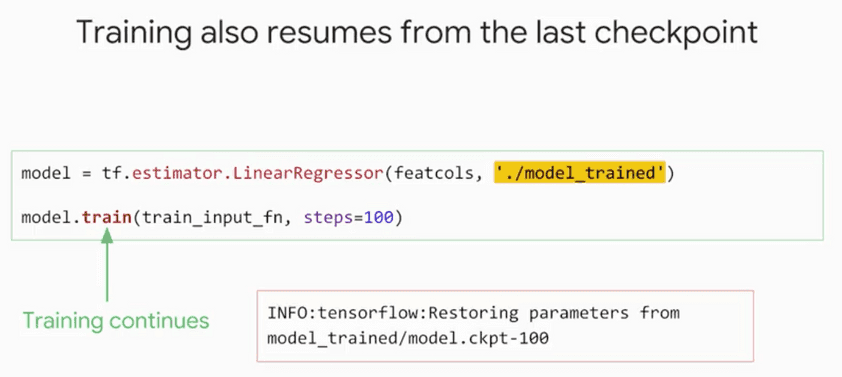 Training also resumes from the last checkpoint
model = tf.estimator.LinearRegressor(featcols, './model_trained')
model.train(train_input_fn, steps=100)
Training continues
INFO:tensorflow:Restoring parameters from
model_trained/model.ckpt-100